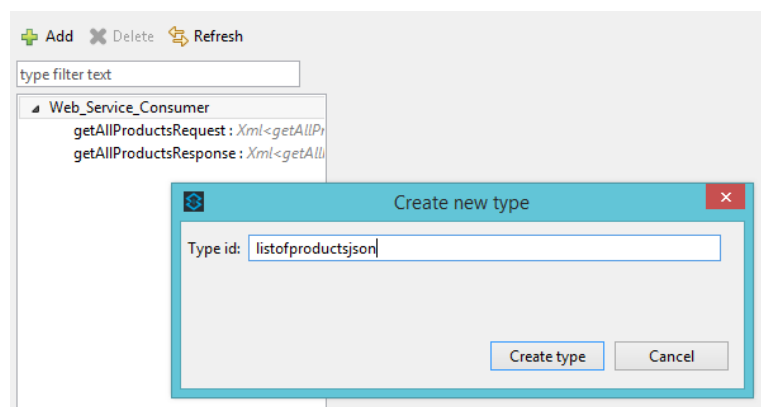 Add Delete Refresh
type filter text
Web_Service_Consumer
getAllProductsRequest : Xml<getAllPr
getAllProductsResponse : Xml<getAll
Create new type
Type id: listofproductsjson
Create type Cancel